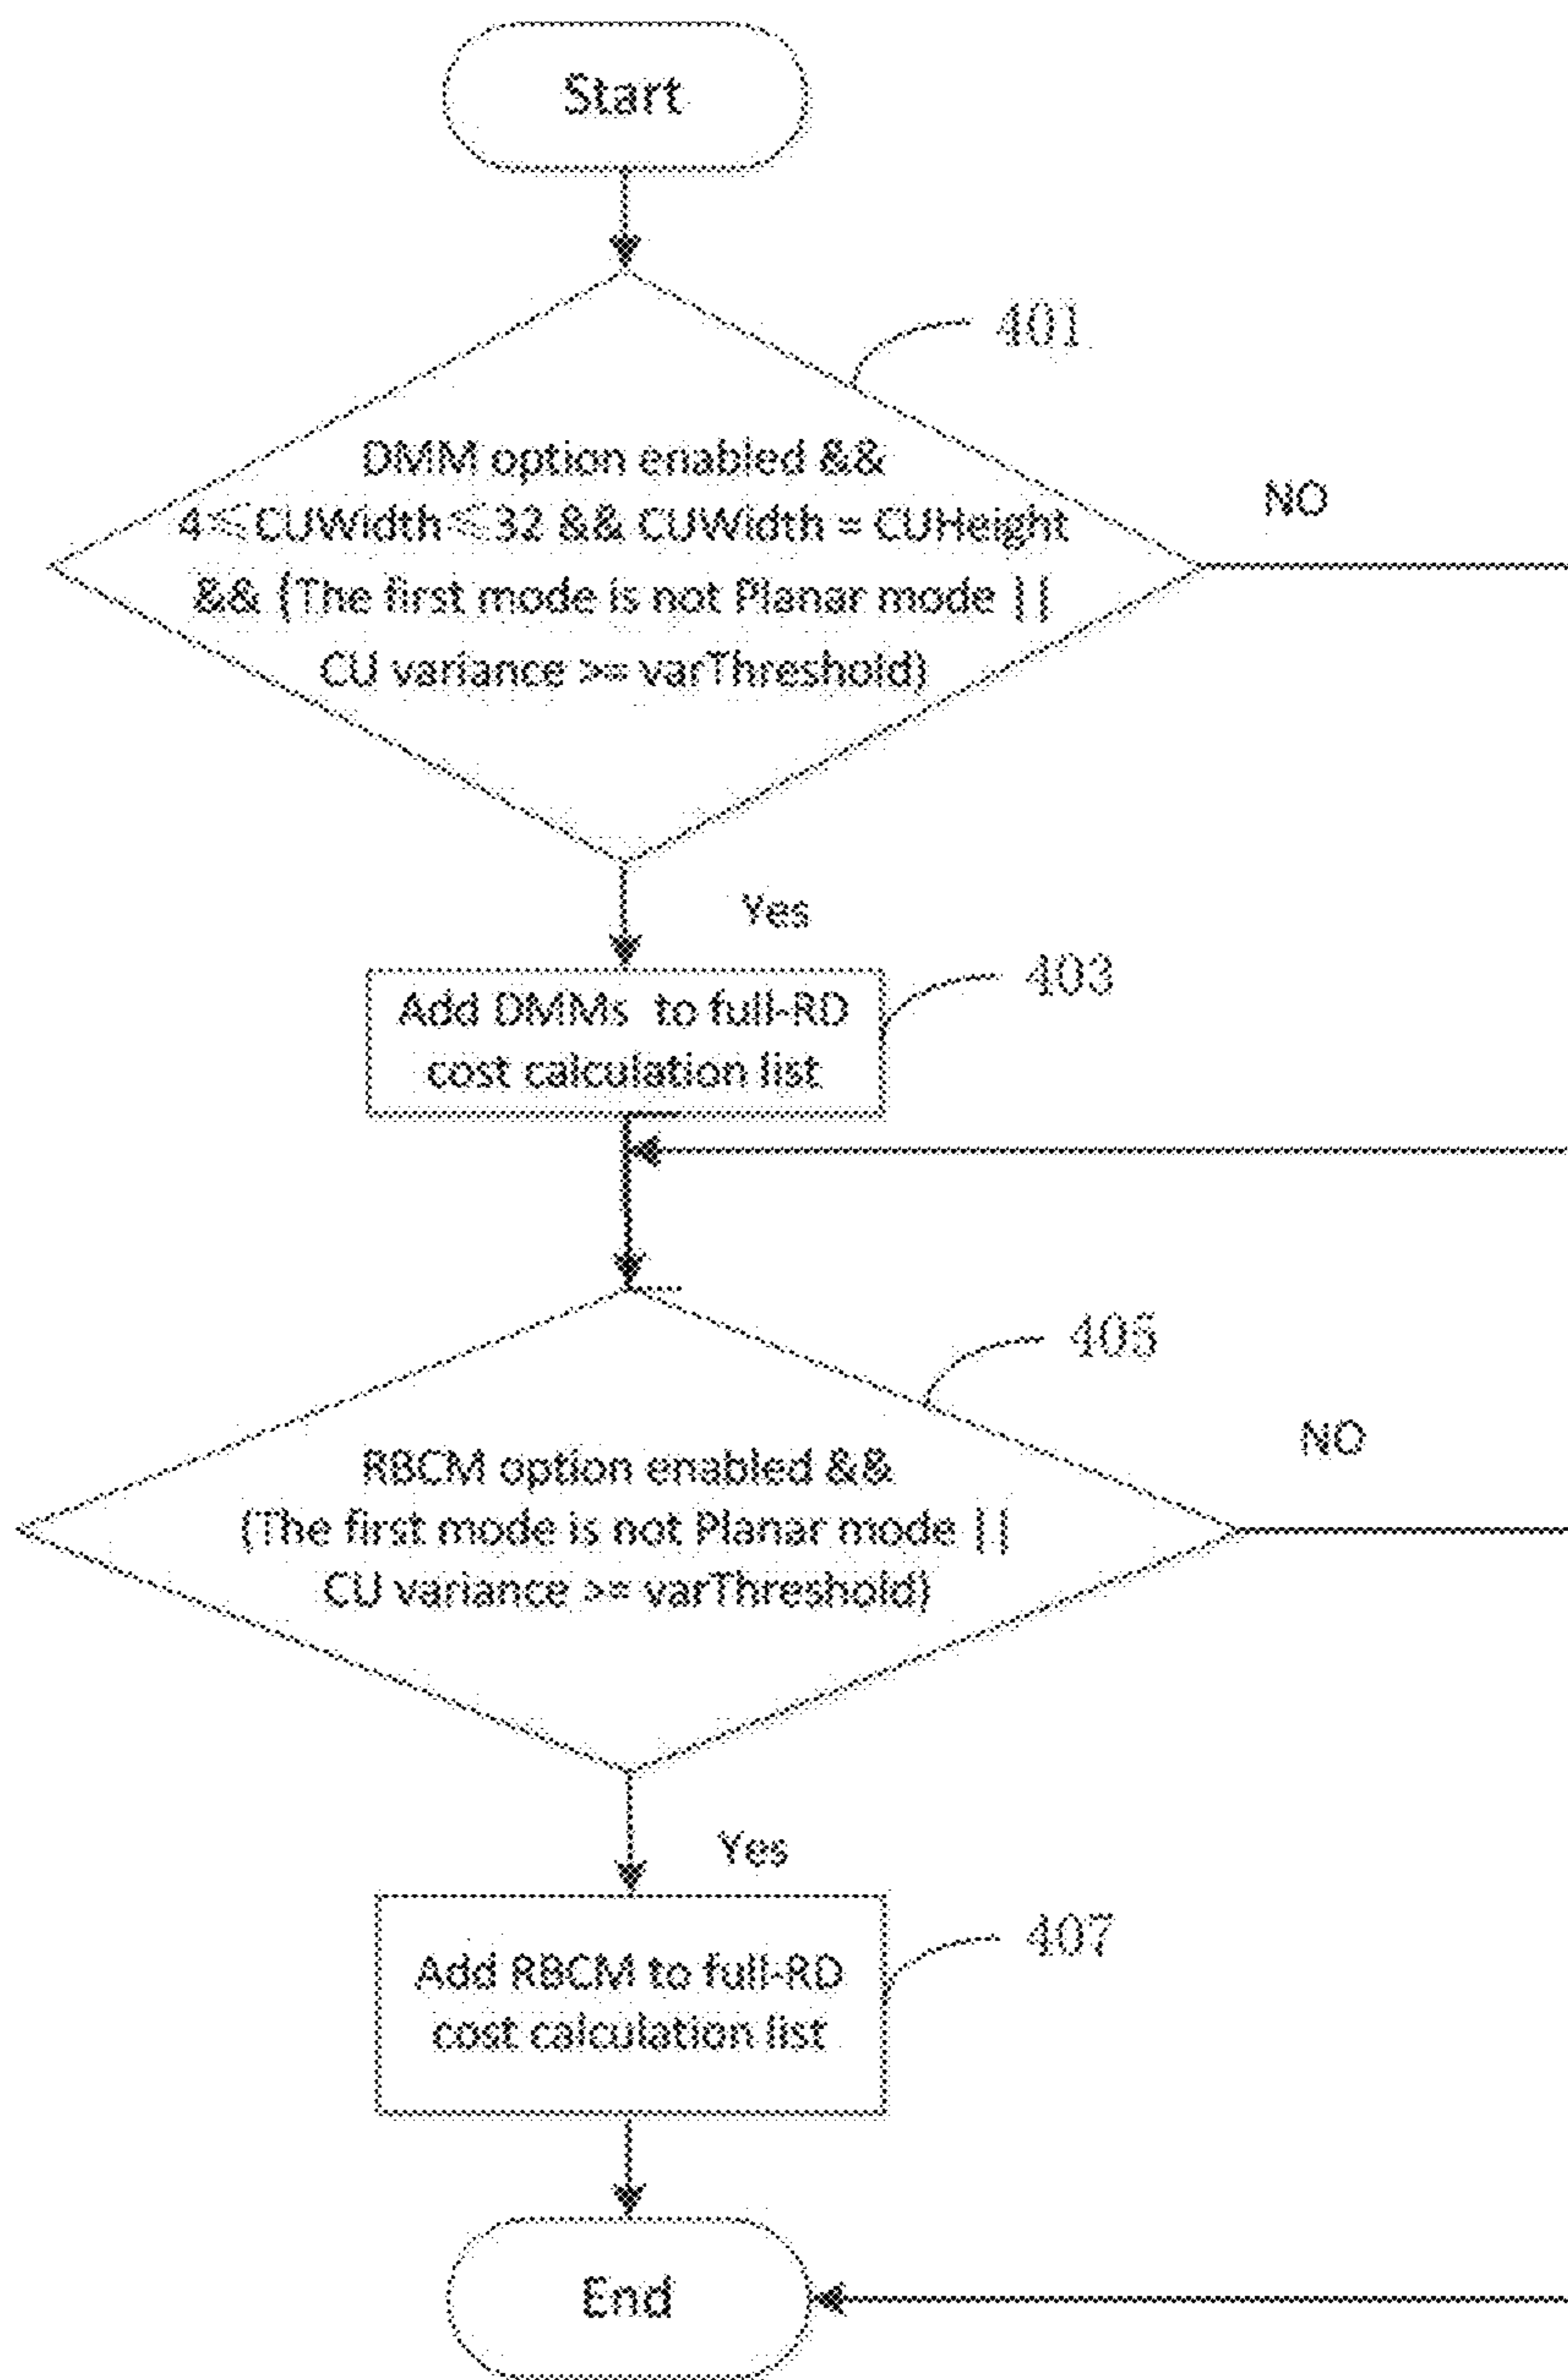 Start
401
DMM option enabled &&
4≤CUWidth≤32 && CUWidth = CUHeight
&& (The first mode is not Planar mode ||
CU variance >= varThreshold)
NO
Yes
Add DMMs to full-RD
cost calculation list
403
405
RBCM option enabled &&
(The first mode is not Planar mode ||
CU variance >= varThreshold)
NO
Yes
Add RBCM to full-RD
cost calculation list
407
End